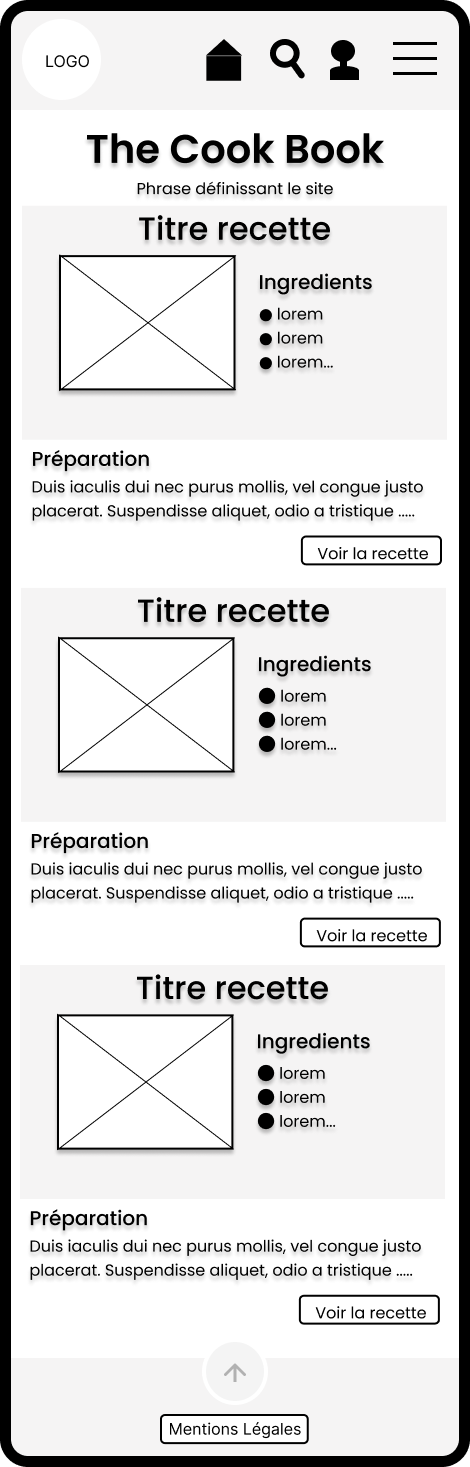 LOGO
The Cook Book
Phrase définissant le site
Titre recette
Ingredients
lorem
lorem
lorem...
Préparation
Duis iaculis dui nec purus mollis, vel congue justo
placerat. Suspendisse aliquet, odio a tristique .....
Voir la recette
Titre recette
Ingredients
lorem
lorem
lorem...
Préparation
Duis iaculis dui nec purus mollis, vel congue justo
placerat. Suspendisse aliquet, odio a tristique .....
Voir la recette
Titre recette
Ingredients
lorem
lorem
lorem...
Préparation
Duis iaculis dui nec purus mollis, vel congue justo
placerat. Suspendisse aliquet, odio a tristique .....
Voir la recette
Mentions Légales